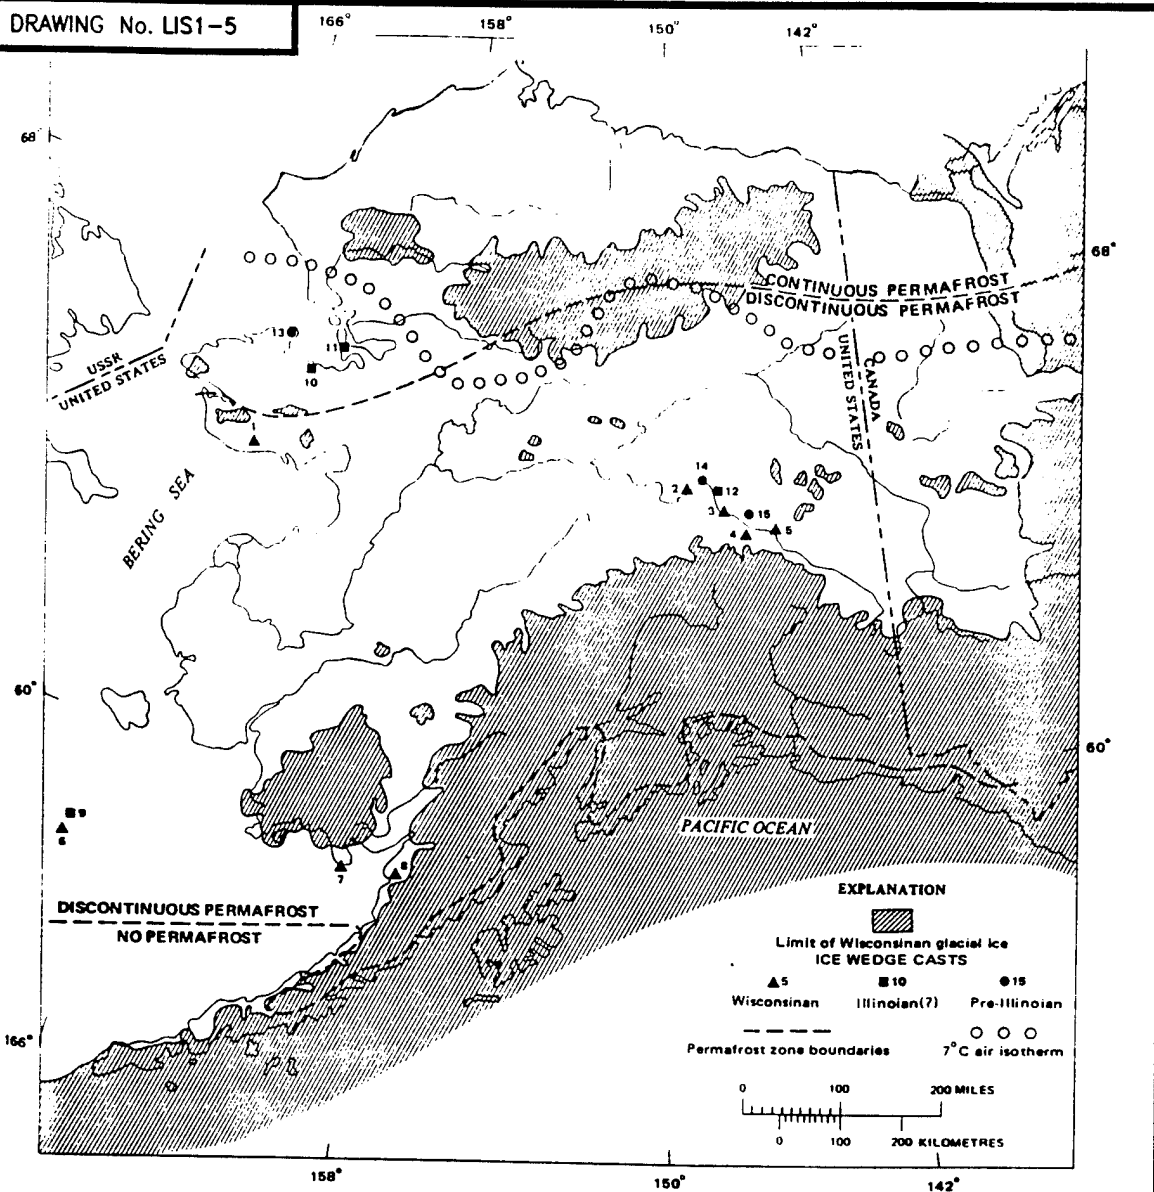 DRAWING No. LIS1-5
166°
158°
150°
142°
68°
68°
CONTINUOUS PERMAFROST
DISCONTINUOUS PERMAFROST
13
11
10
USSR
UNITED STATES
CANADA
UNITED STATES
BERING SEA
14
2
12
3
15
4
5
60°
60°
9
6
7
8
PACIFIC OCEAN
DISCONTINUOUS PERMAFROST
NO PERMAFROST
EXPLANATION
Limit of Wisconsinan glacial ice
ICE WEDGE CASTS
5 10 15
Wisconsinan Illinoian(?) Pre-Illinoian
Permafrost zone boundaries 7°C air isotherm
0 100 200 MILES
0 100 200 KILOMETRES
166°
158°
150°
142°